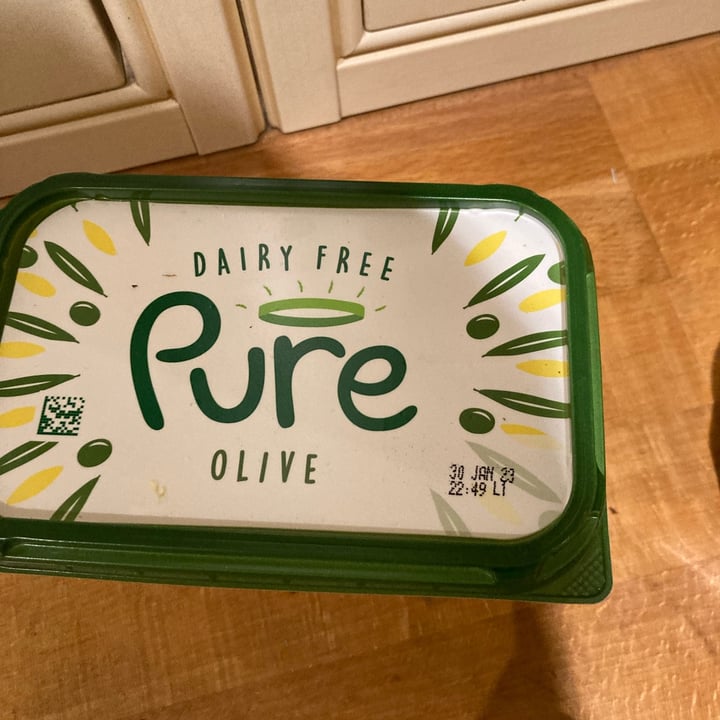 DAIRY FREE
Pure
OLIVE
30 JAN 23
22:49 LT